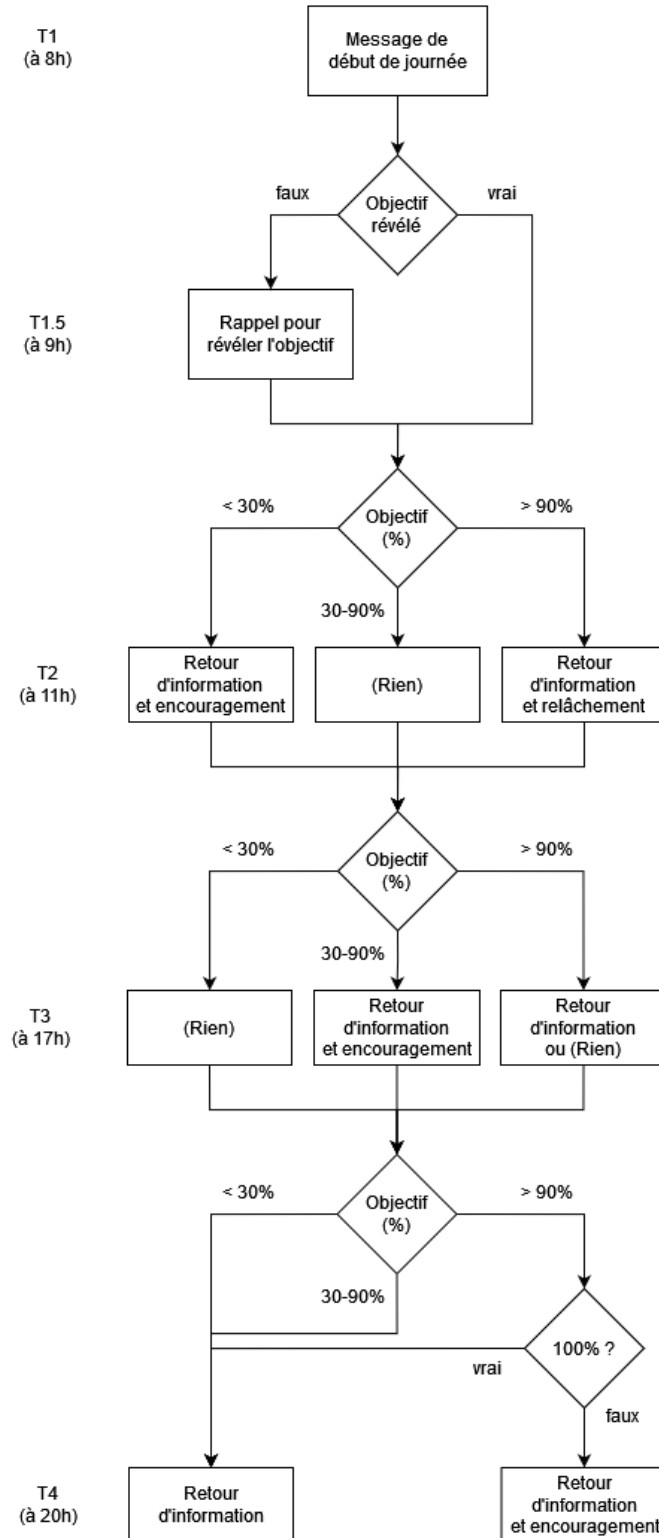 T1
(à 8h)
Message de
début de journée
faux
Objectif
révélé
vrai
T1.5
(à 9h)
Rappel pour
révéler l'objectif
< 30%
Objectif
(%)
> 90%
30-90%
T2
(à 11h)
Retour
d'information
et encouragement
(Rien)
Retour
d'information
et relâchement
< 30%
Objectif
(%)
> 90%
30-90%
T3
(à 17h)
(Rien)
Retour
d'information
et encouragement
Retour
d'information
ou (Rien)
< 30%
Objectif
(%)
> 90%
30-90%
100% ?
vrai
faux
T4
(à 20h)
Retour
d'information
Retour
d'information
et encouragement